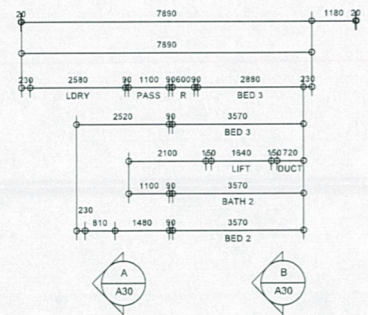 20 7890 1180 20
7890
230 2580 90 1100 90 600 90 2880 230
LDRY PASS R BED 3
2520 90 3570
BED 3
2100 150 1640 150 720
LIFT DUCT
1100 90 3570
BATH 2
230
810 1480 90 3570
BED 2
A B
A30 A30